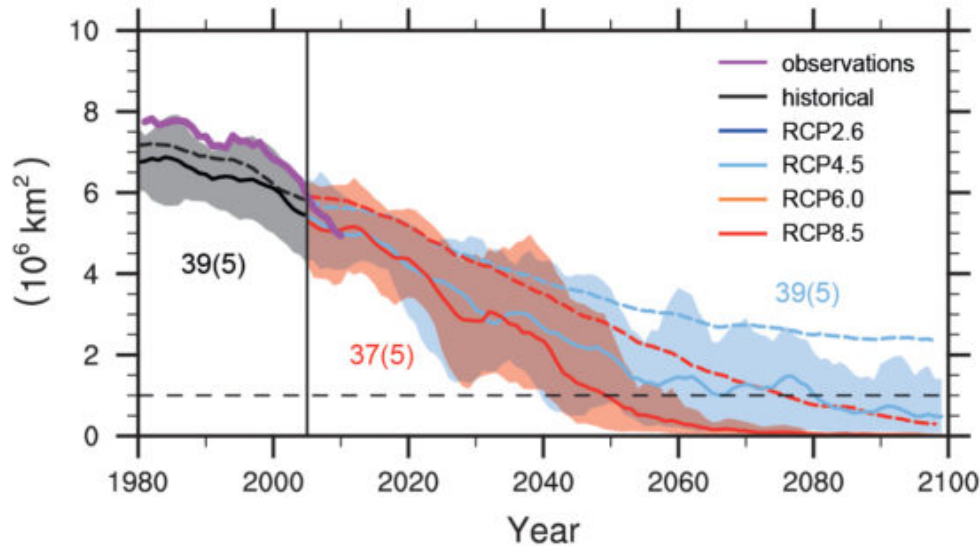 10
8
6
4
2
0
(10⁶ km²)
observations
historical
RCP2.6
RCP4.5
RCP6.0
RCP8.5
39(5)
39(5)
37(5)
1980 2000 2020 2040 2060 2080 2100
Year